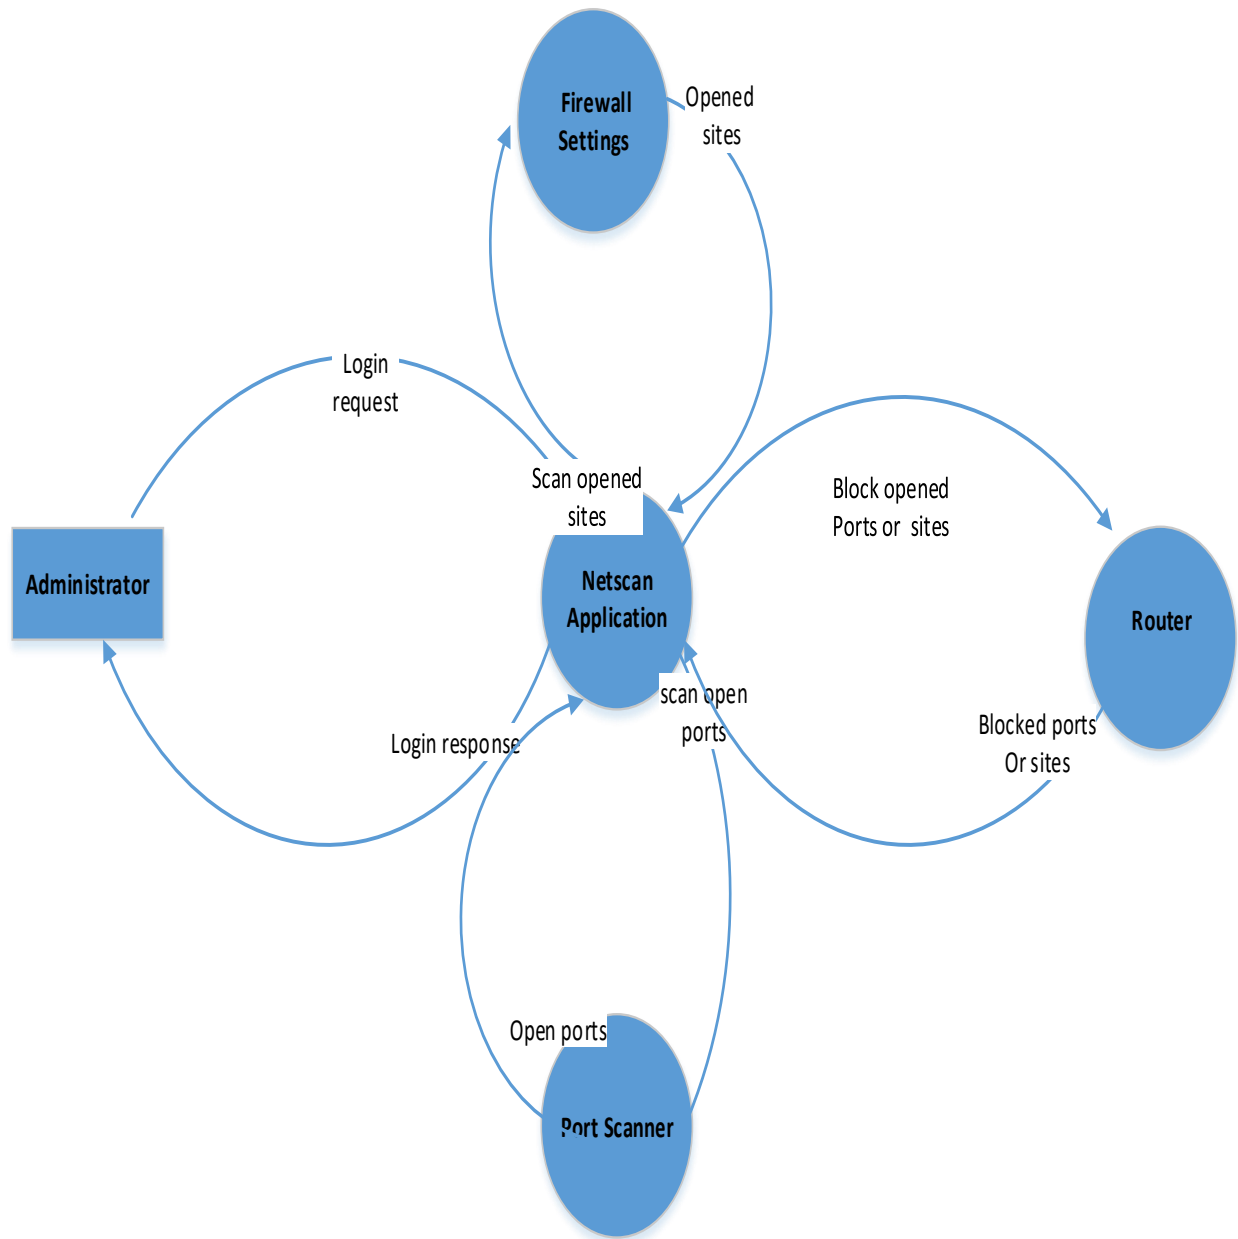 Firewall
Settings
Opened
sites
Login
request
Scan opened
sites
Block opened
Ports or sites
Administrator
Netscan
Application
Router
scan open
ports
Login response
Blocked ports
Or sites
Open ports
Port Scanner